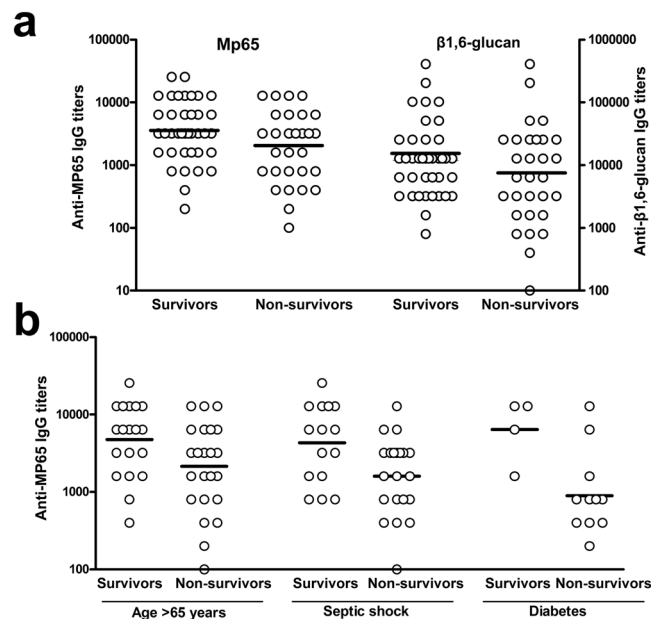 a
Mp65
β1,6-glucan
Anti-MP65 IgG titers
100000
10000
1000
100
10
Anti-β1,6-glucan IgG titers
1000000
100000
10000
1000
100
Survivors Non-survivors Survivors Non-survivors
b
Anti-MP65 IgG titers
100000
10000
1000
100
Survivors Non-survivors Survivors Non-survivors Survivors Non-survivors
Age >65 years Septic shock Diabetes